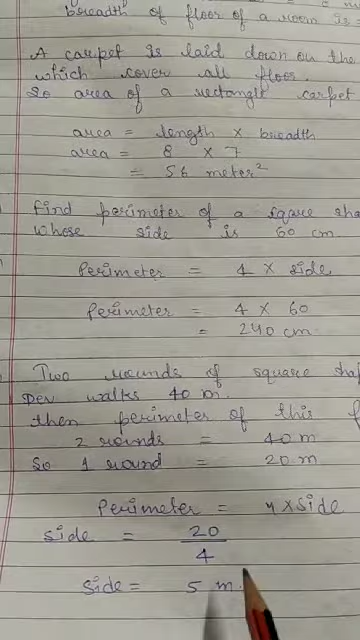 breadth of floor of a room is
A carpet is laid down on the
which cover all floor.
So area of a rectangle carpet
area = length × breadth
area = 8 × 7
= 56 meter²
Find perimeter of a sqare sha
whose side is 60 cm.
Perimeter = 4 × side
Perimeter = 4 × 60
= 240 cm
Two rounds of square shap
Dev walks 40 m.
then perimeter of this f
2 rounds = 40 m
So 1 round = 20 m
Perimeter = 4 × side
side = 20
4
side = 5 m.